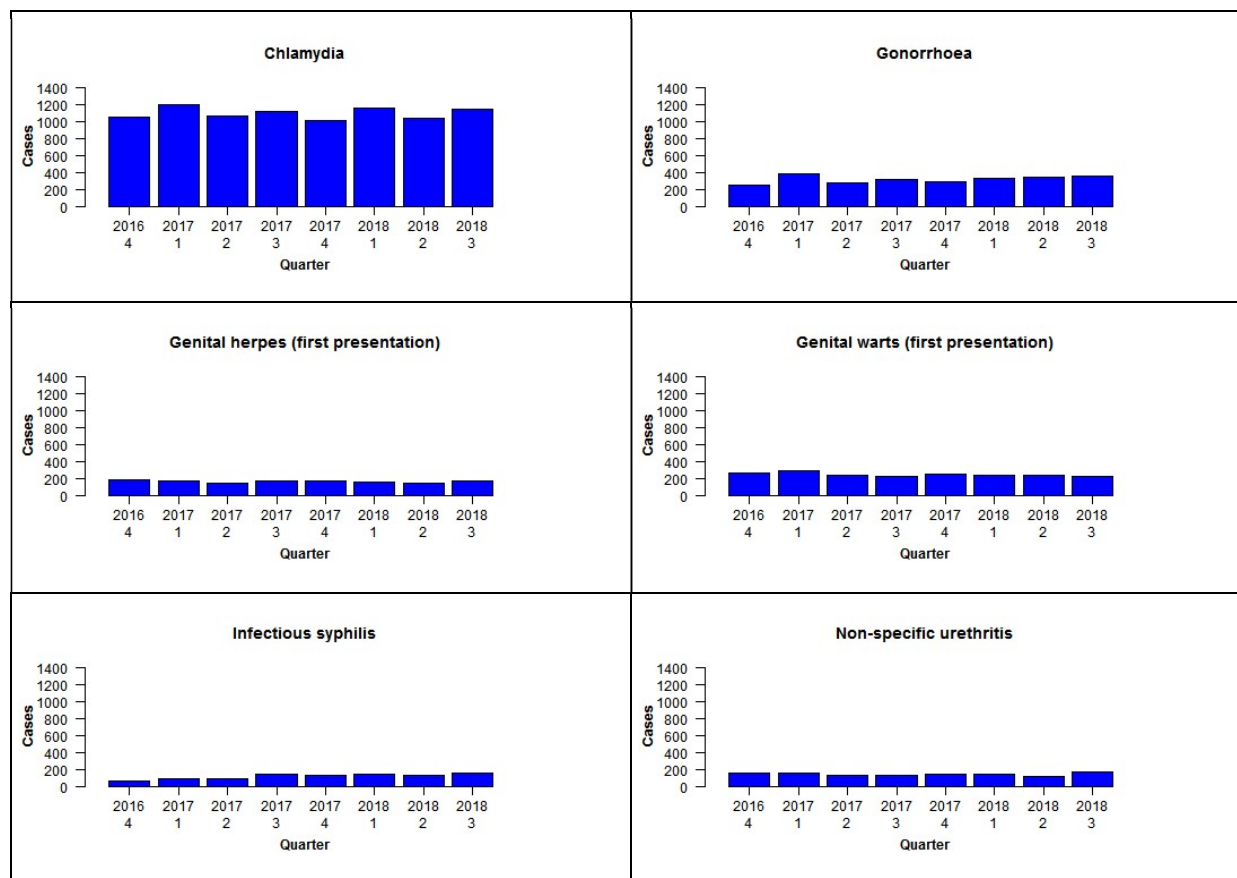 Chlamydia
Cases
1400
1200
1000
800
600
400
200
0
2016 2017 2017 2017 2017 2018 2018 2018
4 1 2 3 4 1 2 3
Quarter
Gonorrhoea
Cases
1400
1200
1000
800
600
400
200
0
2016 2017 2017 2017 2017 2018 2018 2018
4 1 2 3 4 1 2 3
Quarter
Genital herpes (first presentation)
Cases
1400
1200
1000
800
600
400
200
0
2016 2017 2017 2017 2017 2018 2018 2018
4 1 2 3 4 1 2 3
Quarter
Genital warts (first presentation)
Cases
1400
1200
1000
800
600
400
200
0
2016 2017 2017 2017 2017 2018 2018 2018
4 1 2 3 4 1 2 3
Quarter
Infectious syphilis
Cases
1400
1200
1000
800
600
400
200
0
2016 2017 2017 2017 2017 2018 2018 2018
4 1 2 3 4 1 2 3
Quarter
Non-specific urethritis
Cases
1400
1200
1000
800
600
400
200
0
2016 2017 2017 2017 2017 2018 2018 2018
4 1 2 3 4 1 2 3
Quarter